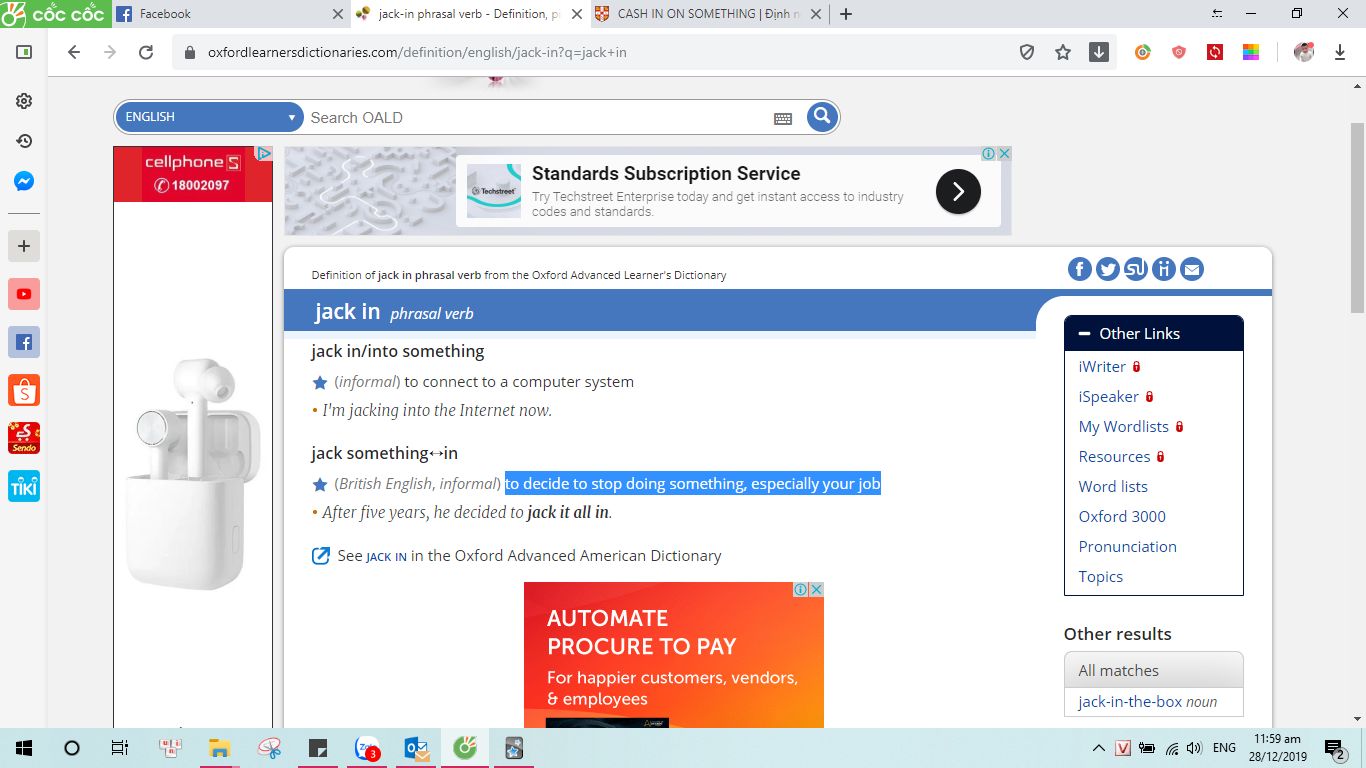 cốc cốc
Facebook
jack-in phrasal verb - Definition, p
CASH IN ON SOMETHING | Định n
oxfordlearnersdictionaries.com/definition/english/jack-in?q=jack+in
ENGLISH
Search OALD
cellphoneS
18002097
Techstreet
Standards Subscription Service
Try Techstreet Enterprise today and get instant access to industry
codes and standards.
Definition of jack in phrasal verb from the Oxford Advanced Learner's Dictionary
jack in phrasal verb
jack in/into something
(informal) to connect to a computer system
• I'm jacking into the Internet now.
jack something↔in
(British English, informal) to decide to stop doing something, especially your job
• After five years, he decided to jack it all in.
See JACK IN in the Oxford Advanced American Dictionary
AUTOMATE
PROCURE TO PAY
For happier customers, vendors,
& employees
Other Links
iWriter
iSpeaker
My Wordlists
Resources
Word lists
Oxford 3000
Pronunciation
Topics
Other results
All matches
jack-in-the-box noun
Sendo
TIKI
3
ENG
11:59 am
28/12/2019
2